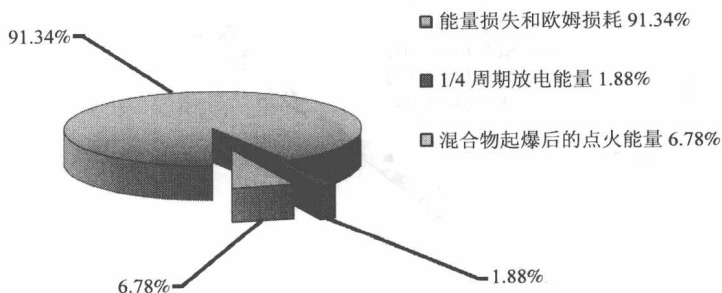 91.34%
能量损失和欧姆损耗 91.34%
1/4 周期放电能量 1.88%
混合物起爆后的点火能量 6.78%
6.78%
1.88%